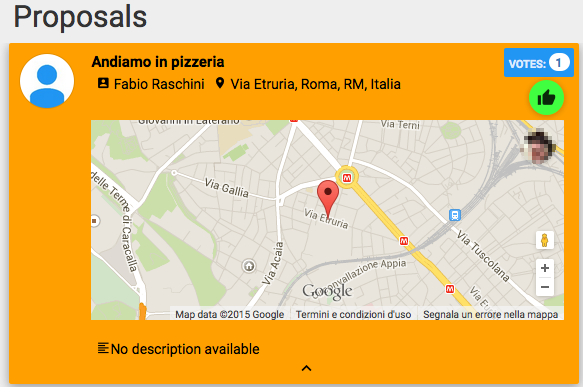 Proposals
Andiamo in pizzeria
VOTES: 1
Fabio Raschini Via Etruria, Roma, RM, Italia
Giovanni in Laterano
Via Terni
delle Terme di Caracalla
Via Gallia
M
Via Etruria
Via Acaia
M
Via Tuscolana
Circonvallazione Appia
M
Google
Map data ©2015 Google Termini e condizioni d'uso Segnala un errore nella mappa
+
−
No description available